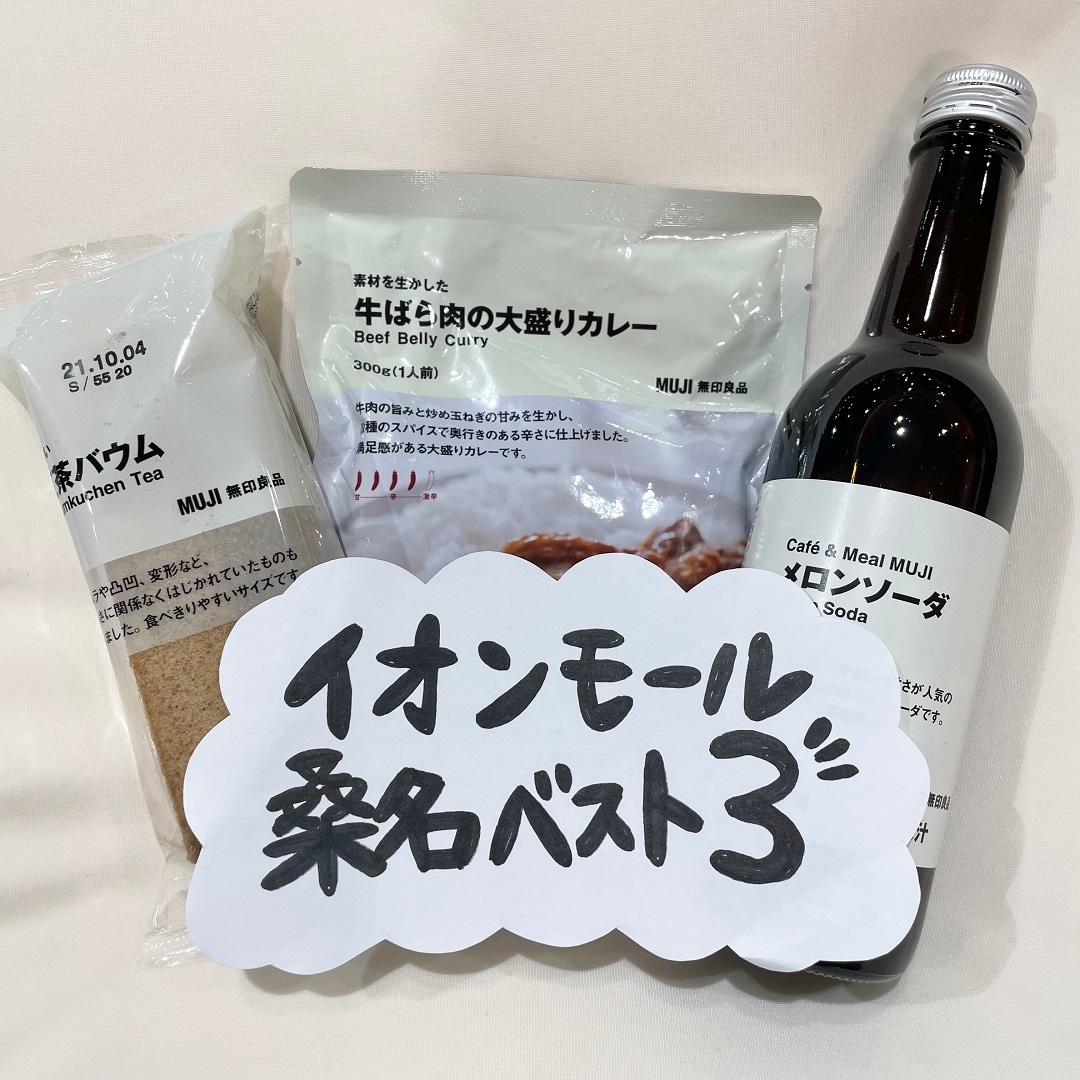 21.10.04
S/55 20
茶バウム
mkuchen Tea
MUJI 無印良品
や凸凹、変形など、
さに関係なくはじかれていたものも
ました。食べきりやすいサイズです
素材を生かした
牛ばら肉の大盛りカレー
Beef Belly Curry
300g(1人前)
MUJI 無印良品
牛肉の旨みと炒め玉ねぎの甘みを生かし、
種のスパイスで奥行きのある辛さに仕上げました。
満足感がある大盛りカレーです。
甘 辛 激辛
OPEN
Café & Meal MUJI
メロンソーダ
Soda
さが人気の
ーダです。
無印良品
汁
イオンモール
桑名ベスト3